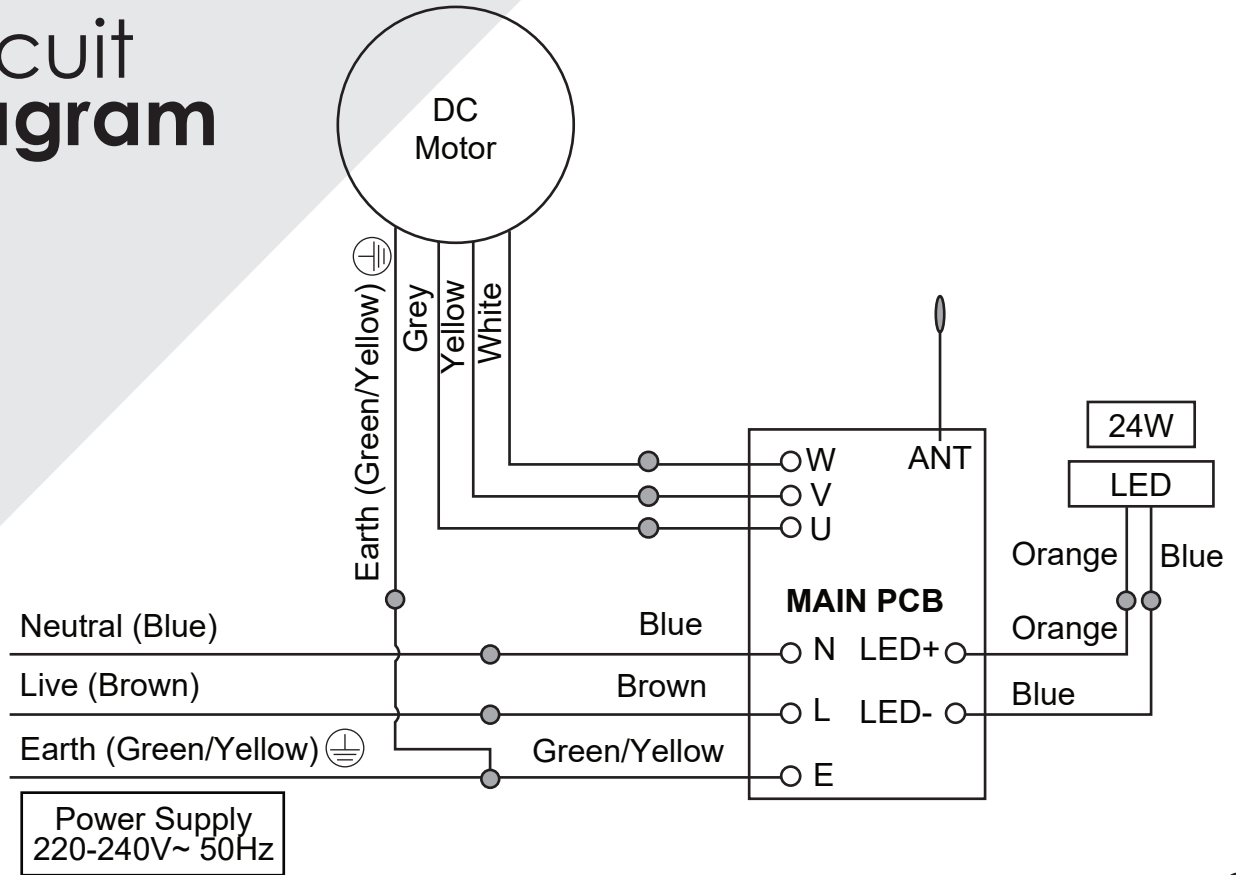 cuit
agram
DC
Motor
Earth (Green/Yellow)
Grey
Yellow
White
ANT
W
V
U
24W
LED
Orange
Blue
MAIN PCB
Neutral (Blue)
Blue
N
LED+
Orange
Live (Brown)
Brown
L
LED-
Blue
Earth (Green/Yellow)
Green/Yellow
E
Power Supply
220-240V~ 50Hz